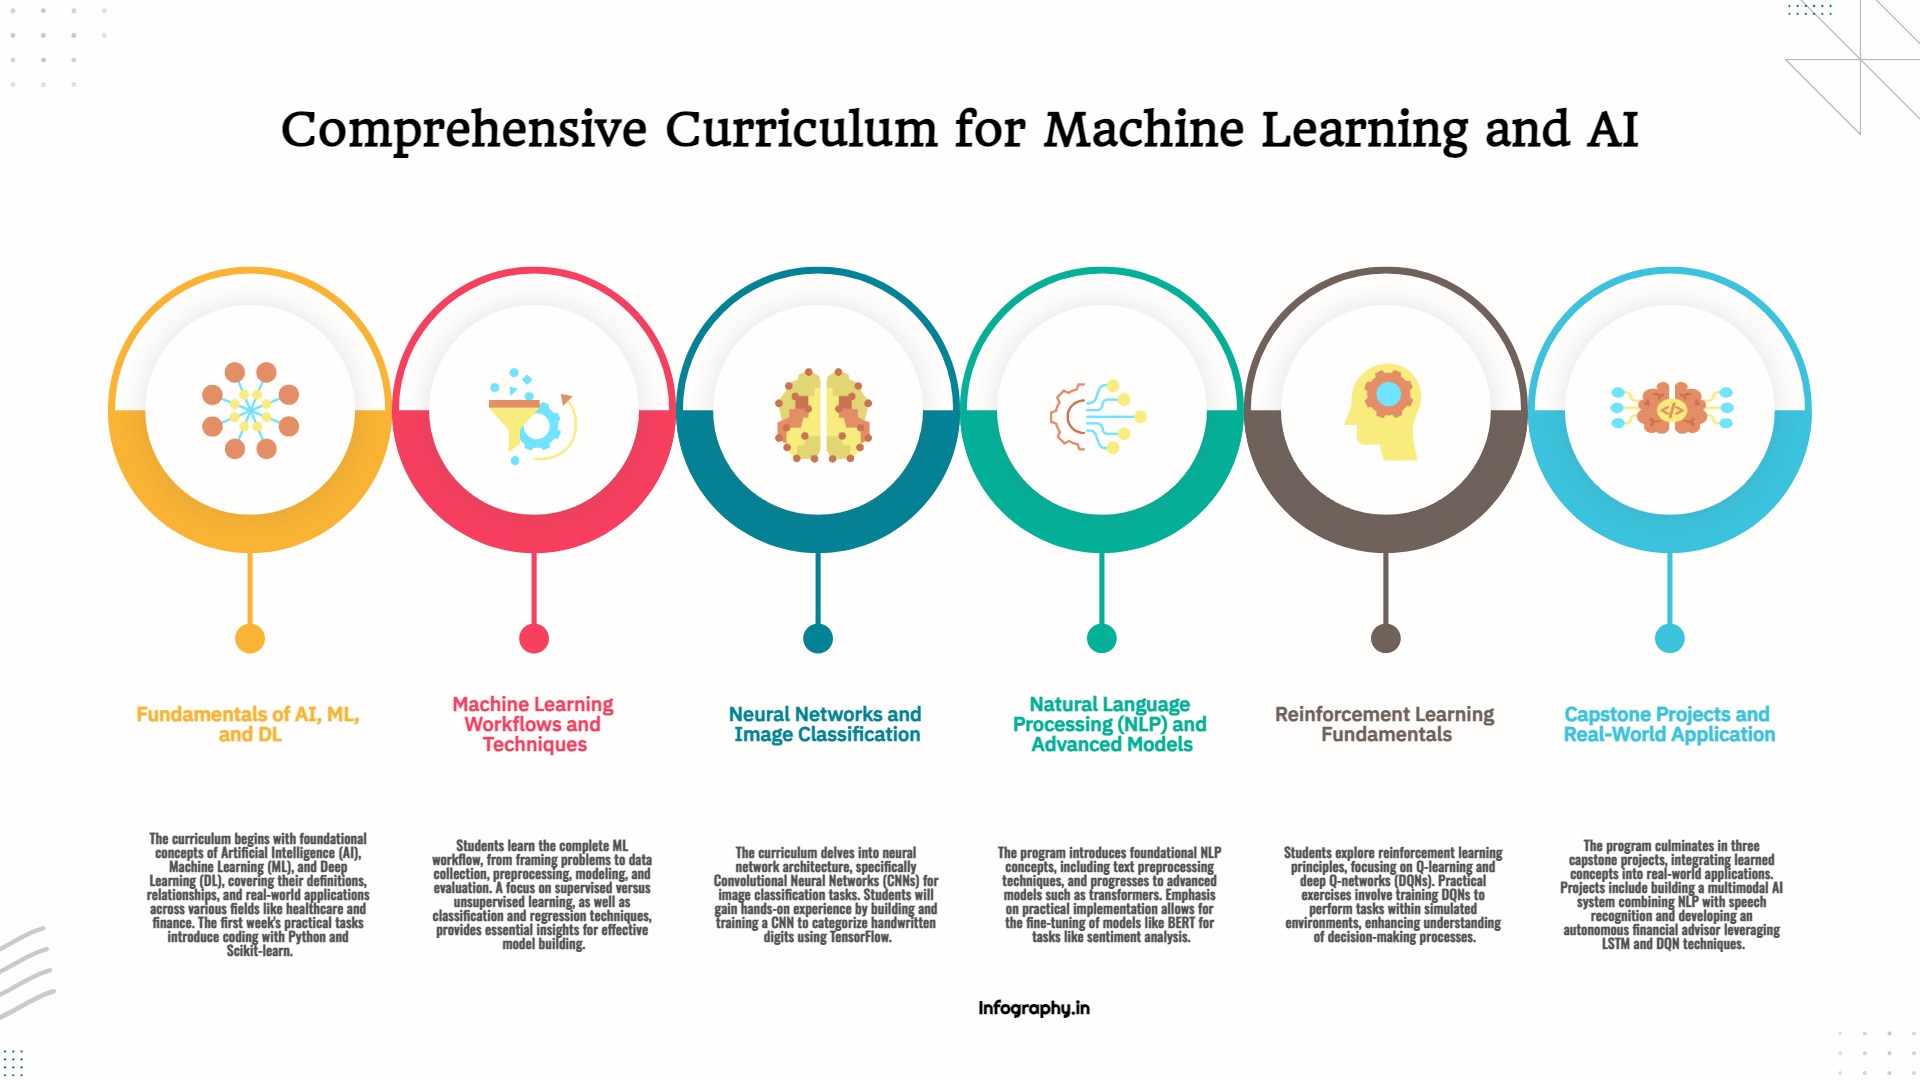 Comprehensive Curriculum for Machine Learning and AI
</>
Fundamentals of AI, ML,
and DL
Machine Learning
Workflows and
Techniques
Neural Networks and
Image Classification
Natural Language
Processing (NLP) and
Advanced Models
Reinforcement Learning
Fundamentals
Capstone Projects and
Real-World Application
The curriculum begins with foundational
concepts of Artificial Intelligence (AI),
Machine Learning (ML), and Deep
Learning (DL), covering their definitions,
relationships, and real-world applications
across various fields like healthcare and
finance. The first week's practical tasks
introduce coding with Python and
Scikit-learn.
Students learn the complete ML
workflow, from framing problems to data
collection, preprocessing, modeling, and
evaluation. A focus on supervised versus
unsupervised learning, as well as
classification and regression techniques,
provides essential insights for effective
model building.
The curriculum delves into neural
network architecture, specifically
Convolutional Neural Networks (CNNs) for
image classification tasks. Students will
gain hands-on experience by building and
training a CNN to categorize handwritten
digits using TensorFlow.
The program introduces foundational NLP
concepts, including text preprocessing
techniques, and progresses to advanced
models such as transformers. Emphasis
on practical implementation allows for
the fine-tuning of models like BERT for
tasks like sentiment analysis.
Students explore reinforcement learning
principles, focusing on Q-learning and
deep Q-networks (DQNs). Practical
exercises involve training DQNs to
perform tasks within simulated
environments, enhancing understanding
of decision-making processes.
The program culminates in three
capstone projects, integrating learned
concepts into real-world applications.
Projects include building a multimodal AI
system combining NLP with speech
recognition and developing an
autonomous financial advisor leveraging
LSTM and DQN techniques.
Infography.in